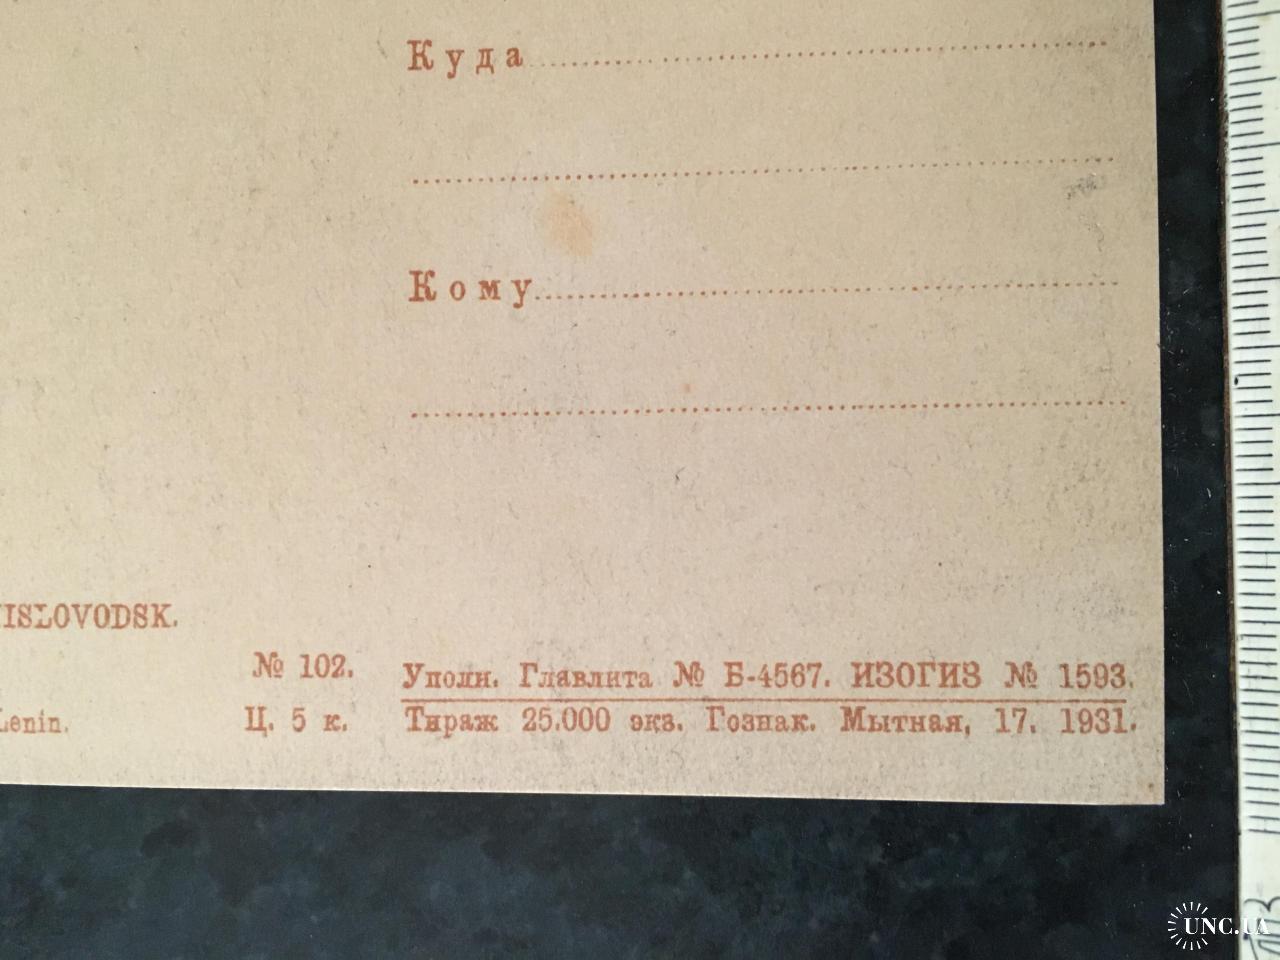 Куда
Кому
ISLOVODSK.
№ 102.
Уполн. Главлита № Б-4567. ИЗОГИЗ № 1593.
Lenin.
Ц. 5 к.
Тираж 25.000 экз. Гознак. Мытная, 17. 1931.
UNC.UA